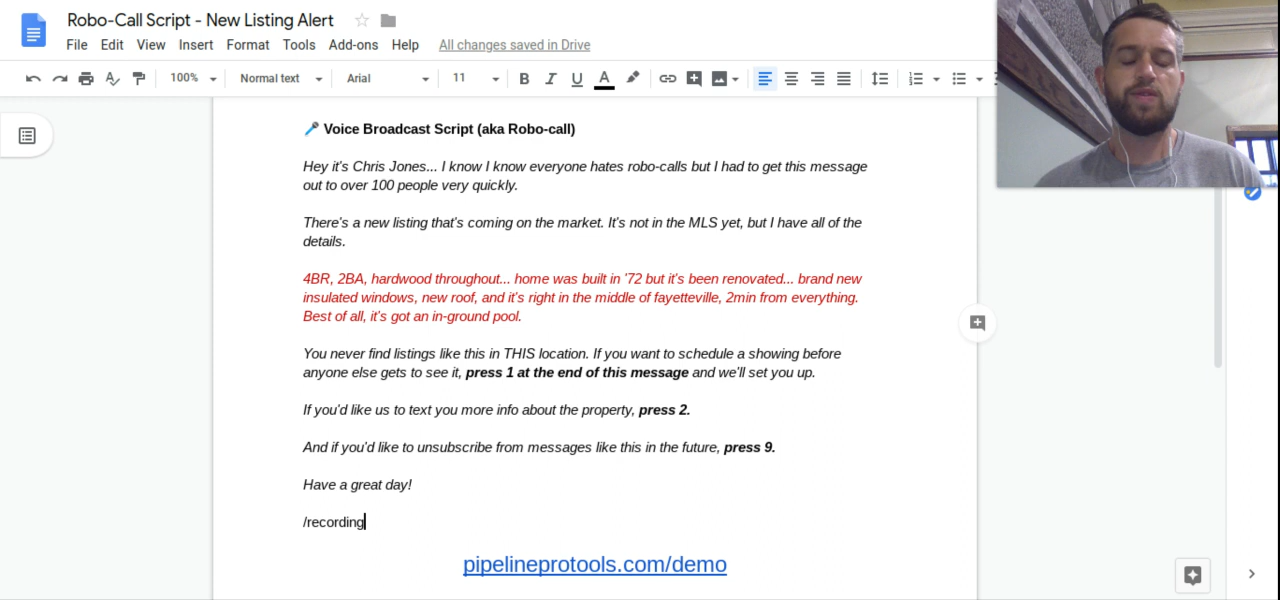 Robo-Call Script - New Listing Alert
File Edit View Insert Format Tools Add-ons Help All changes saved in Drive
100% Normal text Arial 11 B I U A
🎤 Voice Broadcast Script (aka Robo-call)
Hey it's Chris Jones... I know I know everyone hates robo-calls but I had to get this message
out to over 100 people very quickly.
There's a new listing that's coming on the market. It's not in the MLS yet, but I have all of the
details.
4BR, 2BA, hardwood throughout... home was built in '72 but it's been renovated... brand new
insulated windows, new roof, and it's right in the middle of fayetteville, 2min from everything.
Best of all, it's got an in-ground pool.
You never find listings like this in THIS location. If you want to schedule a showing before
anyone else gets to see it, press 1 at the end of this message and we'll set you up.
If you'd like us to text you more info about the property, press 2.
And if you'd like to unsubscribe from messages like this in the future, press 9.
Have a great day!
/recording
pipelineprotools.com/demo